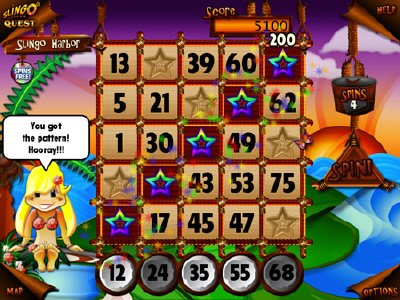 SLINGO
QUEST
Score
5100
200
HELP
Slingo Harbor
SPINS
FREE!
13 39 60
5 21 62
1 30 49
43 75
17 45 47
SPINS
4
SPIN!
You got
the pattern!
Hooray!!!
12 24 35 55 68
MAP
OPTIONS